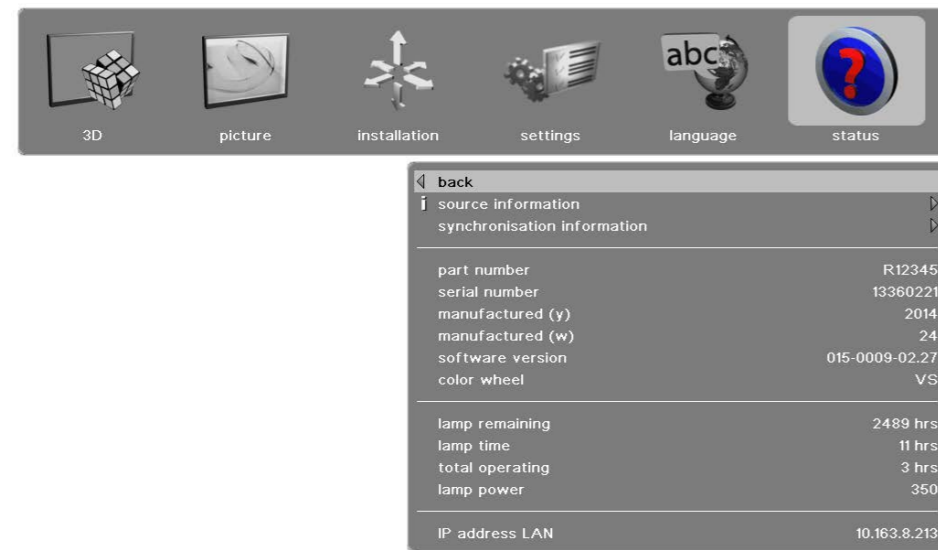 abc
3D picture installation settings language status
back
i source information
synchronisation information
part number R12345
serial number 13360221
manufactured (y) 2014
manufactured (w) 24
software version 015-0009-02.27
color wheel VS
lamp remaining 2489 hrs
lamp time 11 hrs
total operating 3 hrs
lamp power 350
IP address LAN 10.163.8.213